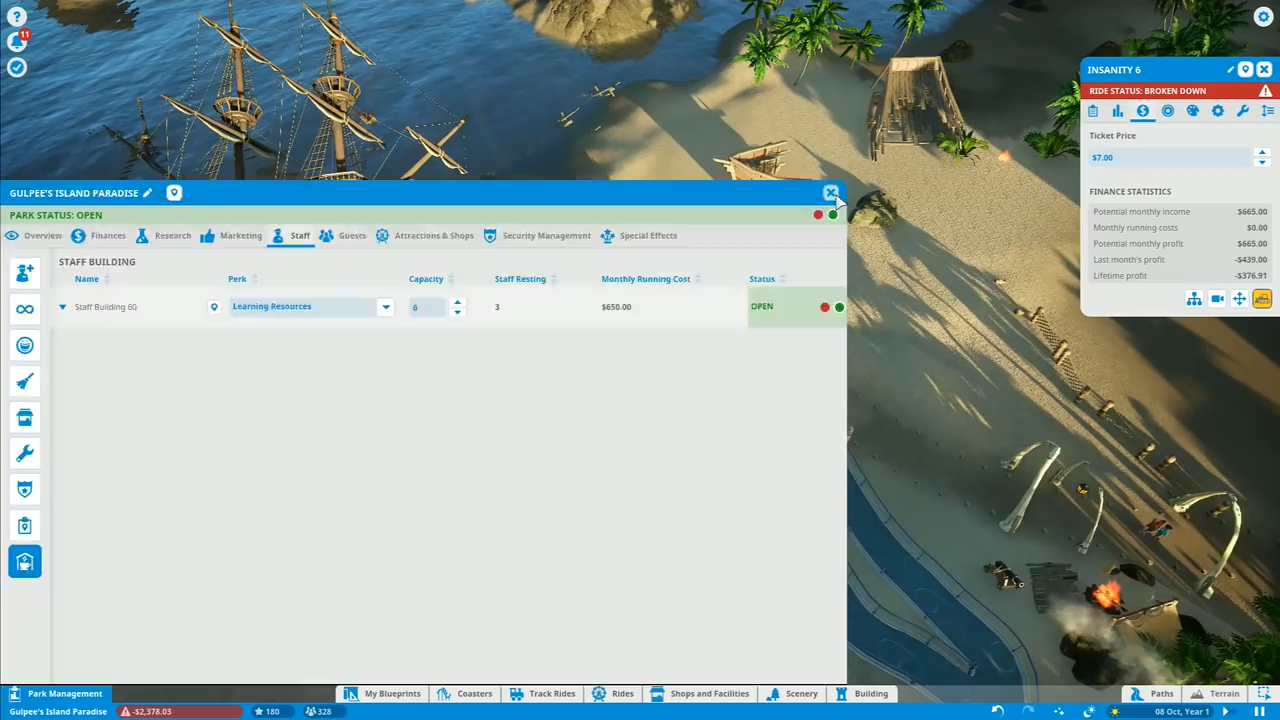 ?
11
INSANITY 6
RIDE STATUS: BROKEN DOWN
Ticket Price
$7.00
FINANCE STATISTICS
Potential monthly income $665.00
Monthly running costs $0.00
Potential monthly profit $665.00
Last month's profit -$439.00
Lifetime profit -$376.91
GULPEE'S ISLAND PARADISE
PARK STATUS: OPEN
Overview Finances Research Marketing Staff Guests Attractions & Shops Security Management Special Effects
STAFF BUILDING
Name Perk Capacity Staff Resting Monthly Running Cost Status
Staff Building 60 Learning Resources 6 3 $650.00 OPEN
Park Management My Blueprints Coasters Track Rides Rides Shops and Facilities Scenery Building Paths Terrain
Gulpee's Island Paradise -$2,378.03 180 328 08 Oct, Year 1